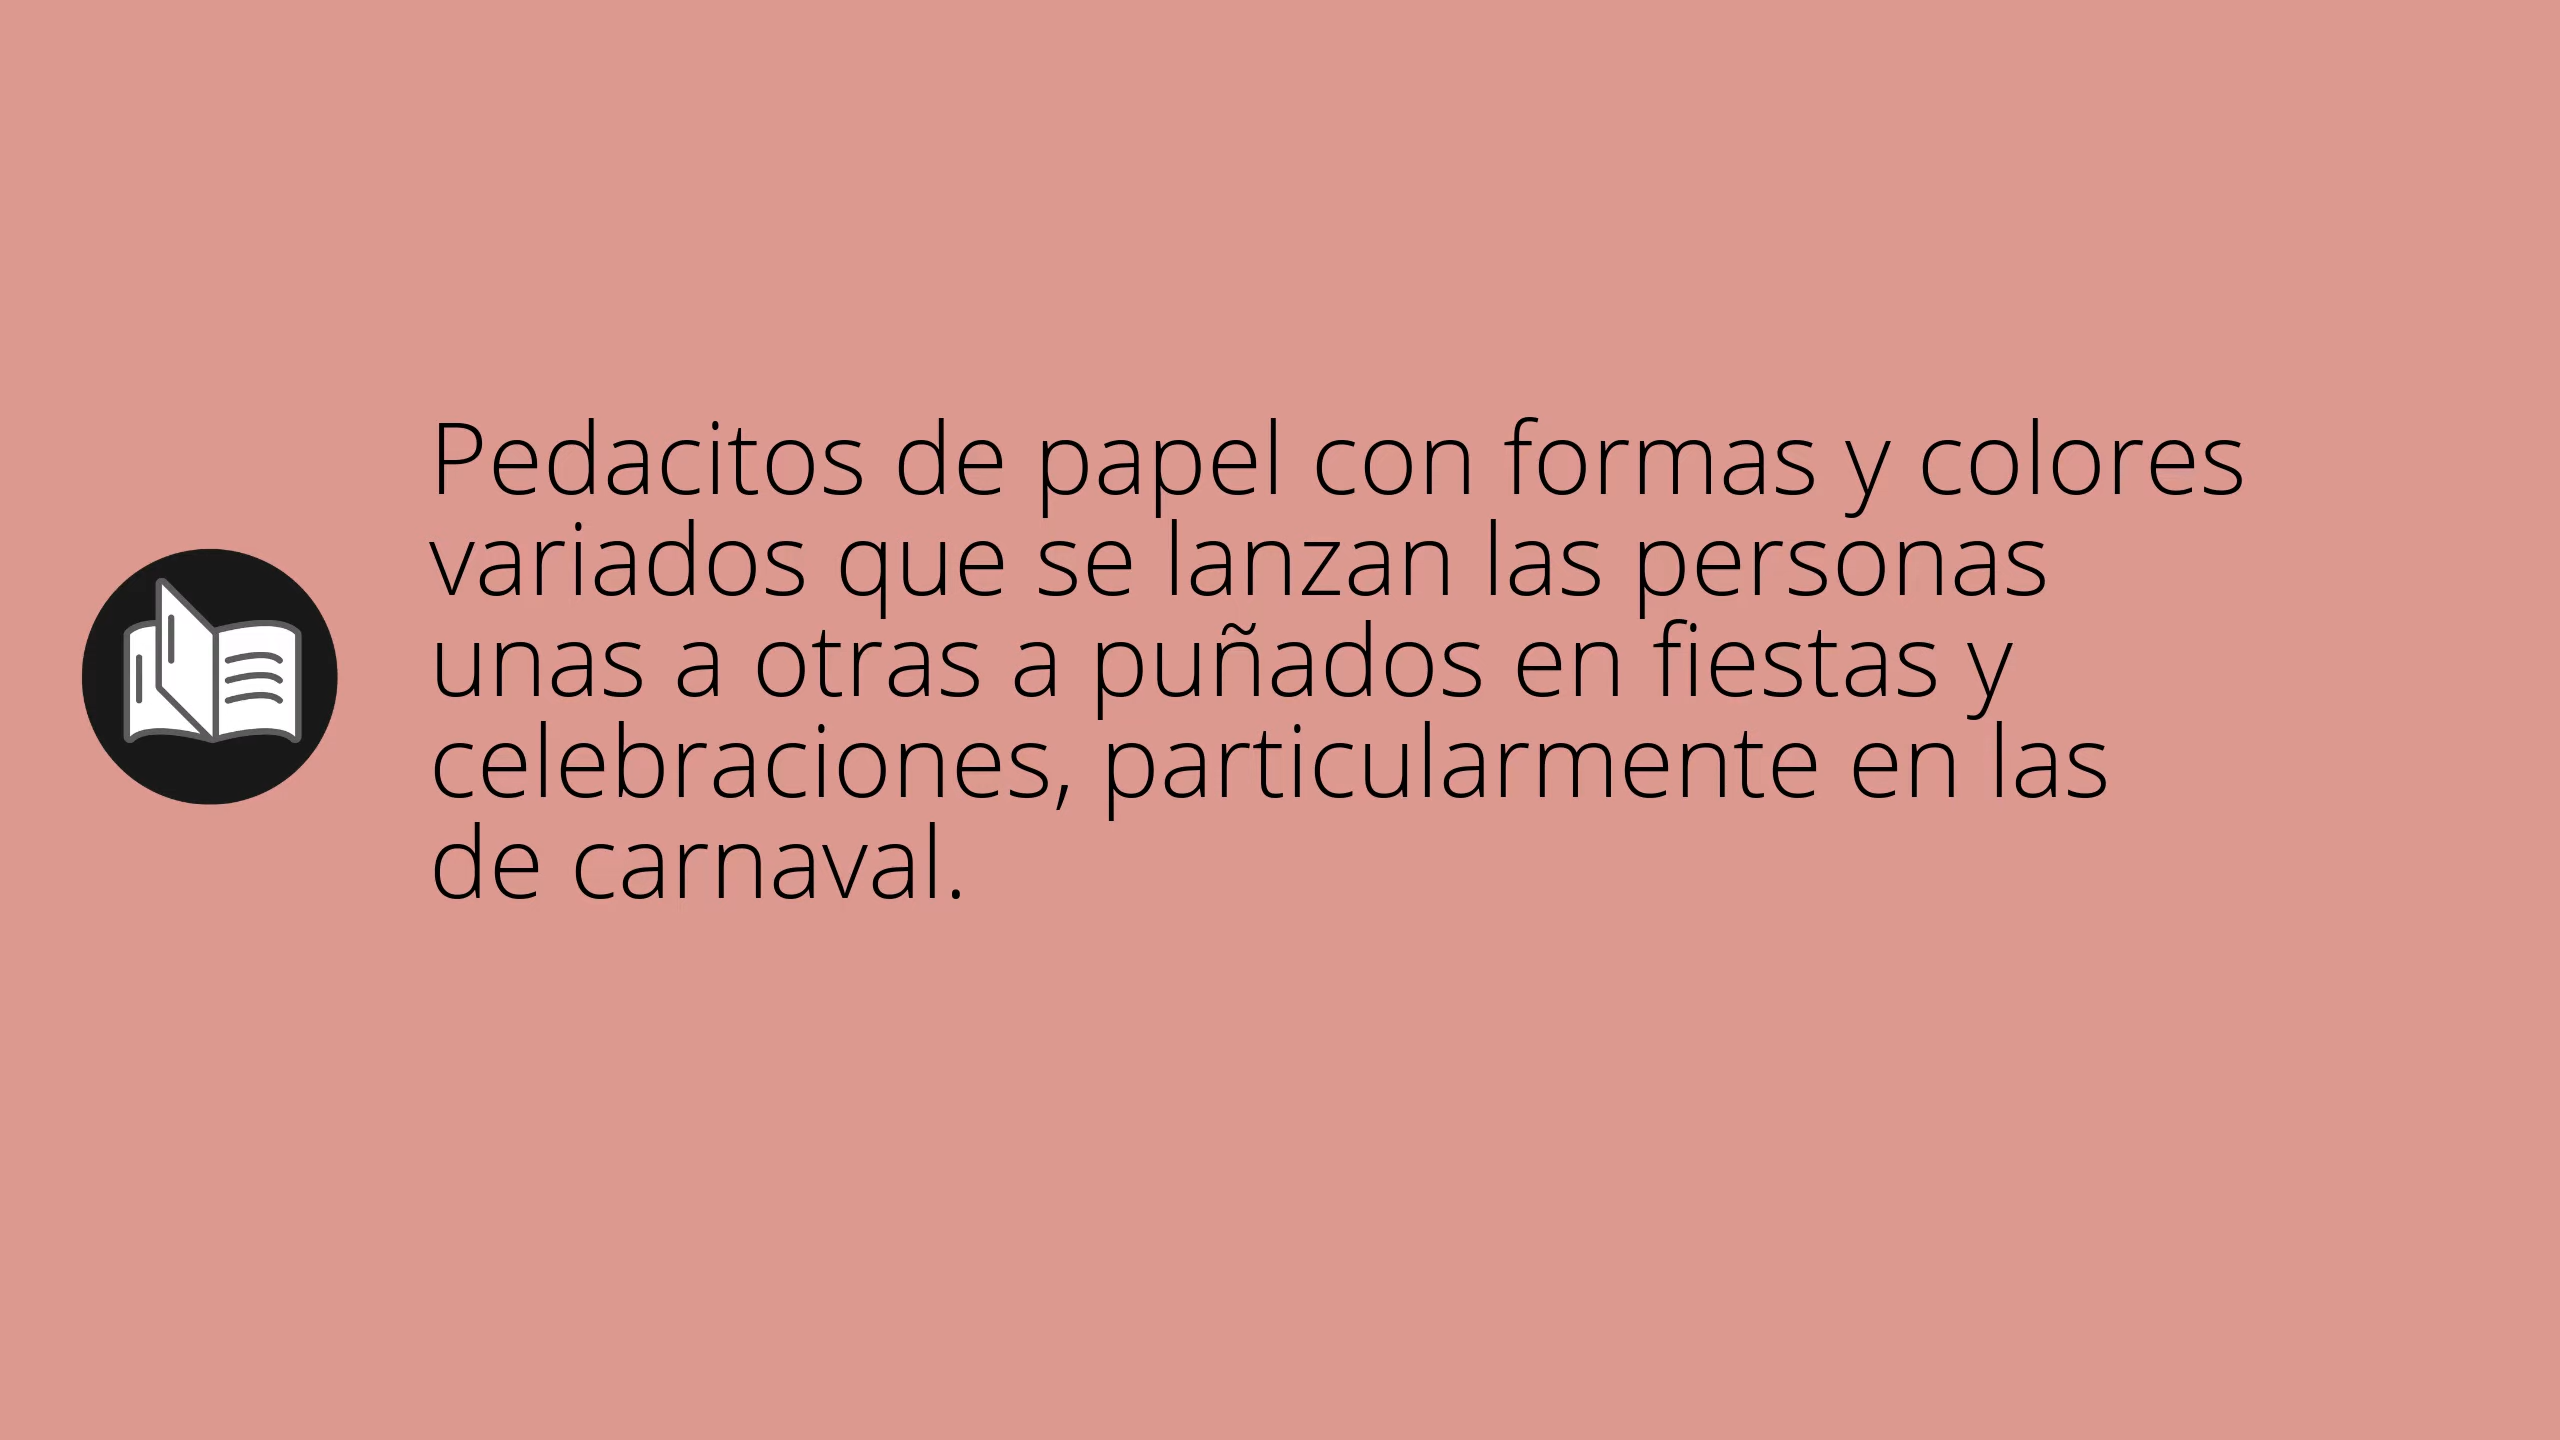 Pedacitos de papel con formas y colores
variados que se lanzan las personas
unas a otras a puñados en fiestas y
celebraciones, particularmente en las
de carnaval.